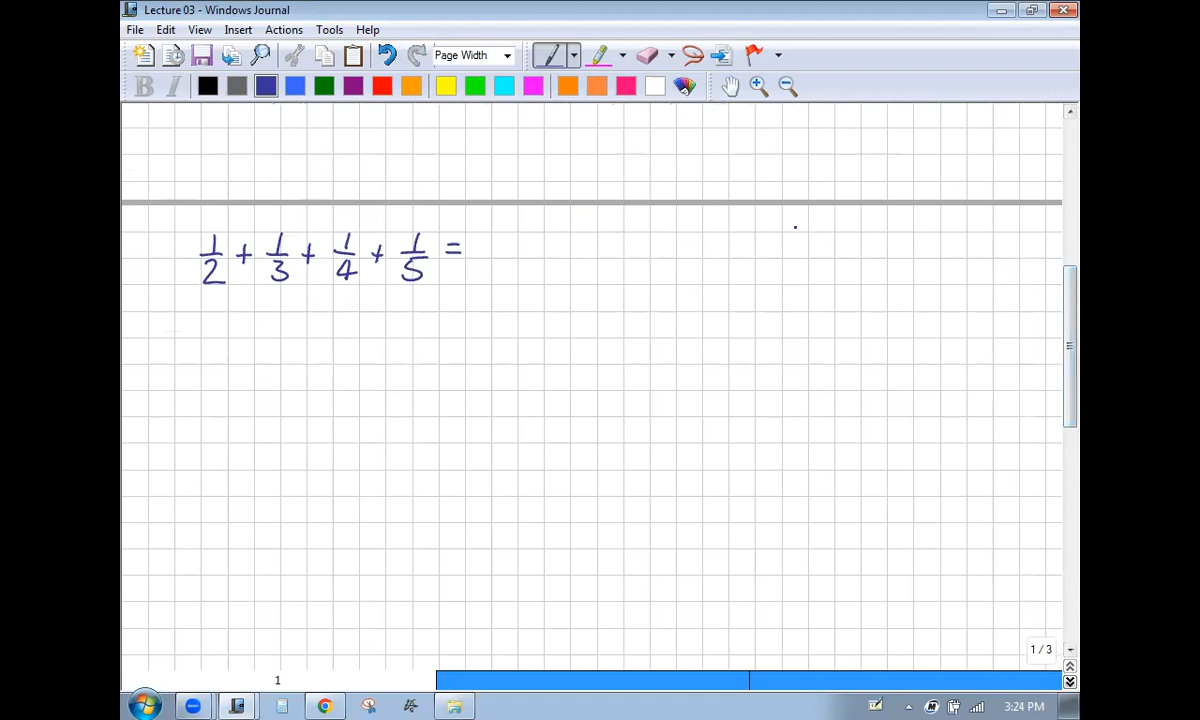 Lecture 03 - Windows Journal
File Edit View Insert Actions Tools Help
Page Width
B I
1/2 + 1/3 + 1/4 + 1/5 =
1 / 3
1
3:24 PM